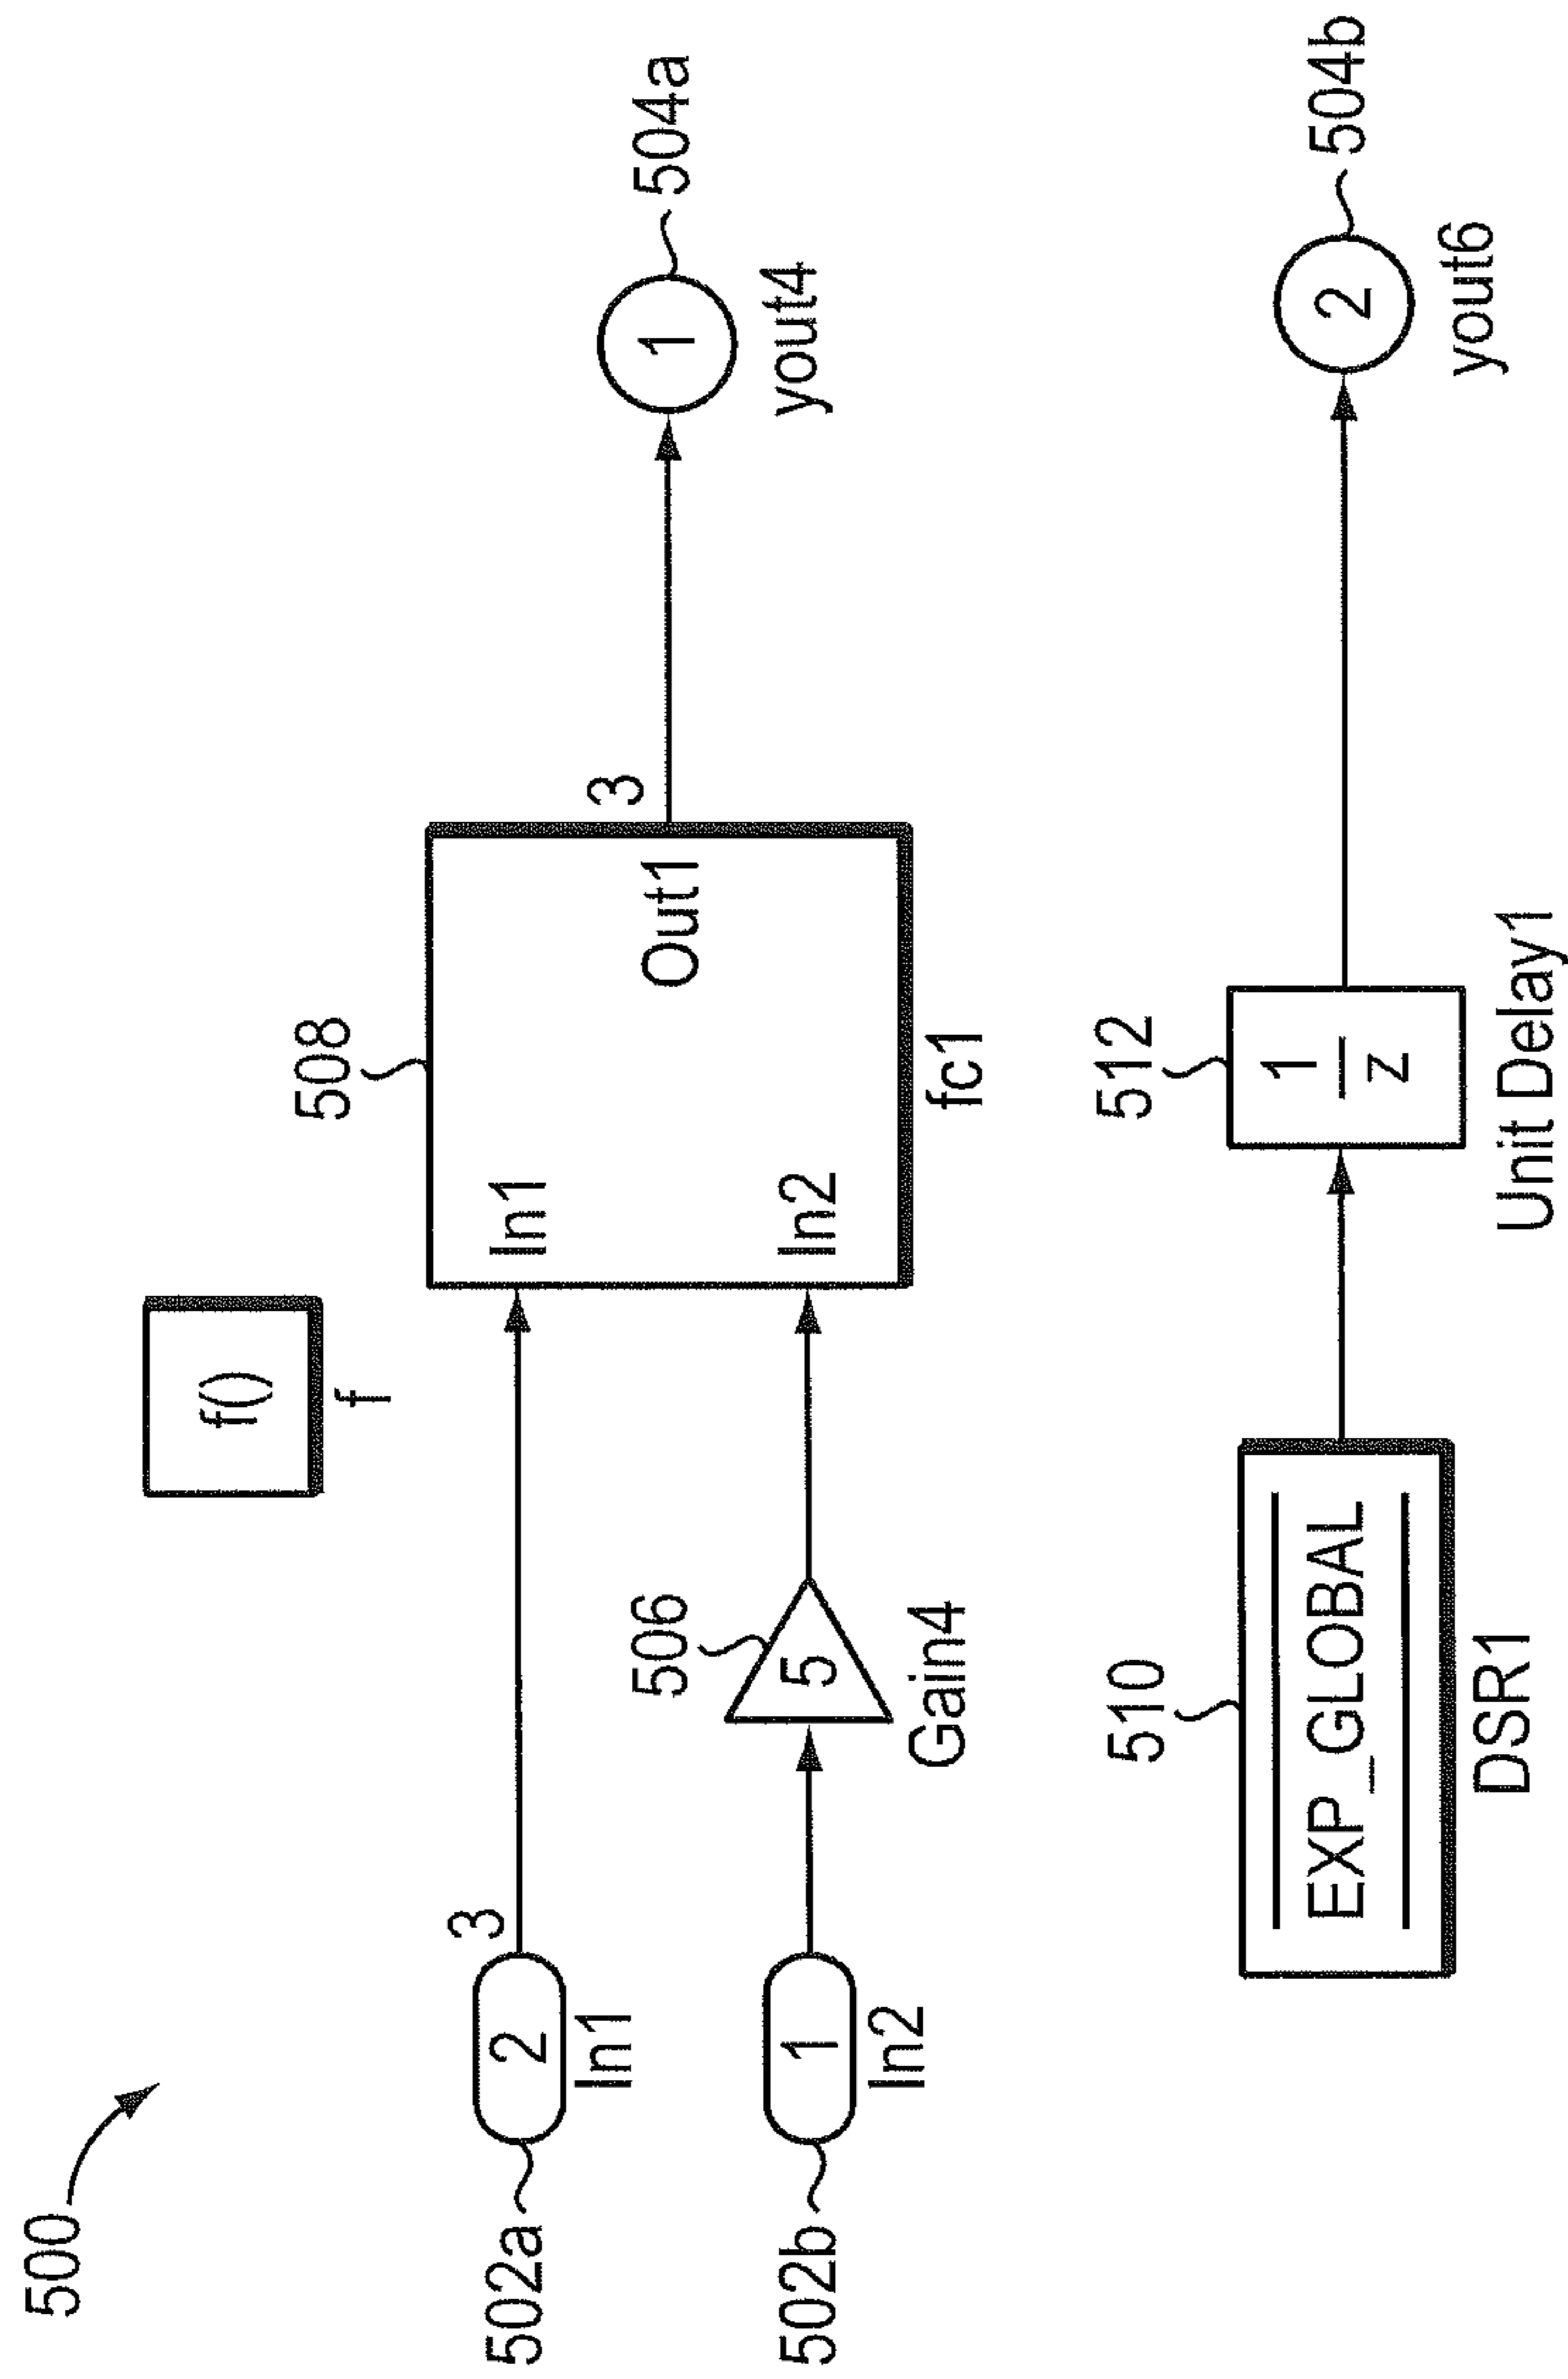 500
f()
f
508
502a
2
In1
3
In1
Out1
3
1
504a
yout4
506
502b
1
In2
5
Gain4
In2
fc1
510
EXP_GLOBAL
DSR1
512
1
z
Unit Delay1
2
504b
yout6